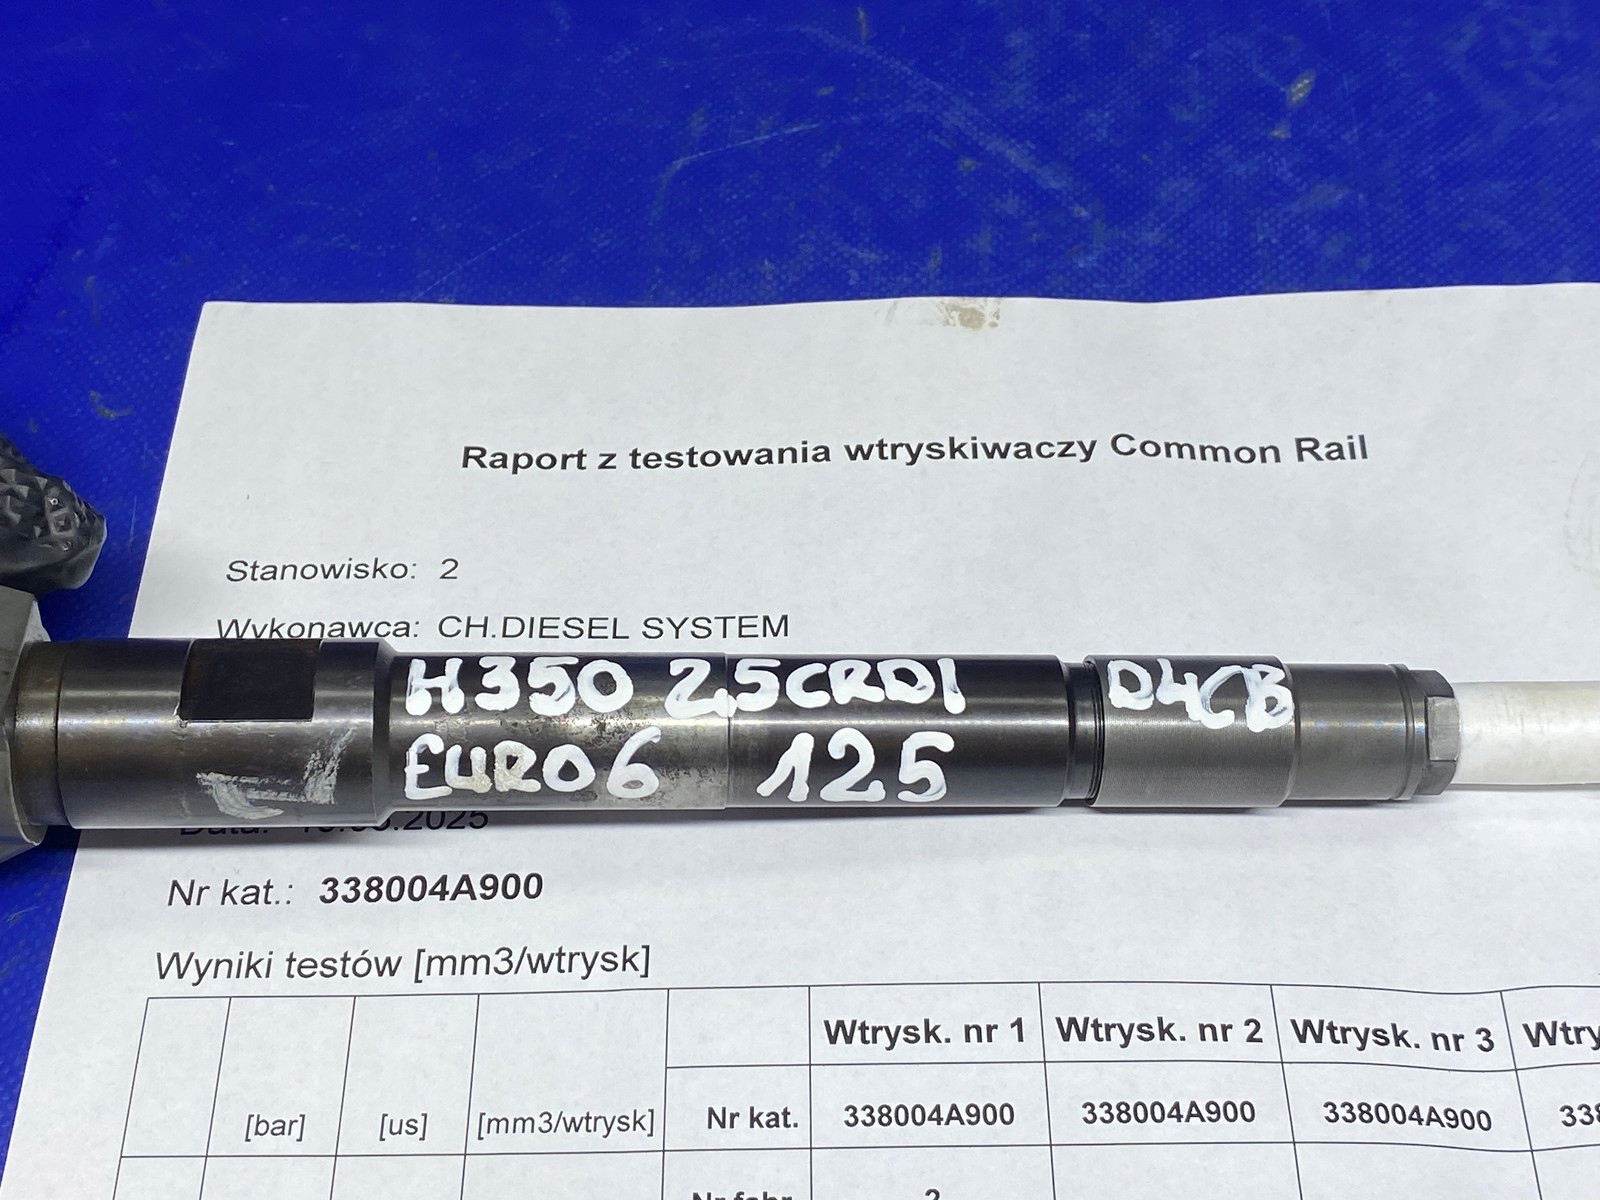 Raport z testowania wtryskiwaczy Common Rail
Stanowisko: 2
Wykonawca: CH.DIESEL SYSTEM
H350 2,5CRDI D4CB
EURO6 125
Data: .2025
Nr kat.: 338004A900
Wyniki testów [mm3/wtrysk]
Wtrysk. nr 1 Wtrysk. nr 2 Wtrysk. nr 3
[bar] [us] [mm3/wtrysk] Nr kat. 338004A900 338004A900 338004A900